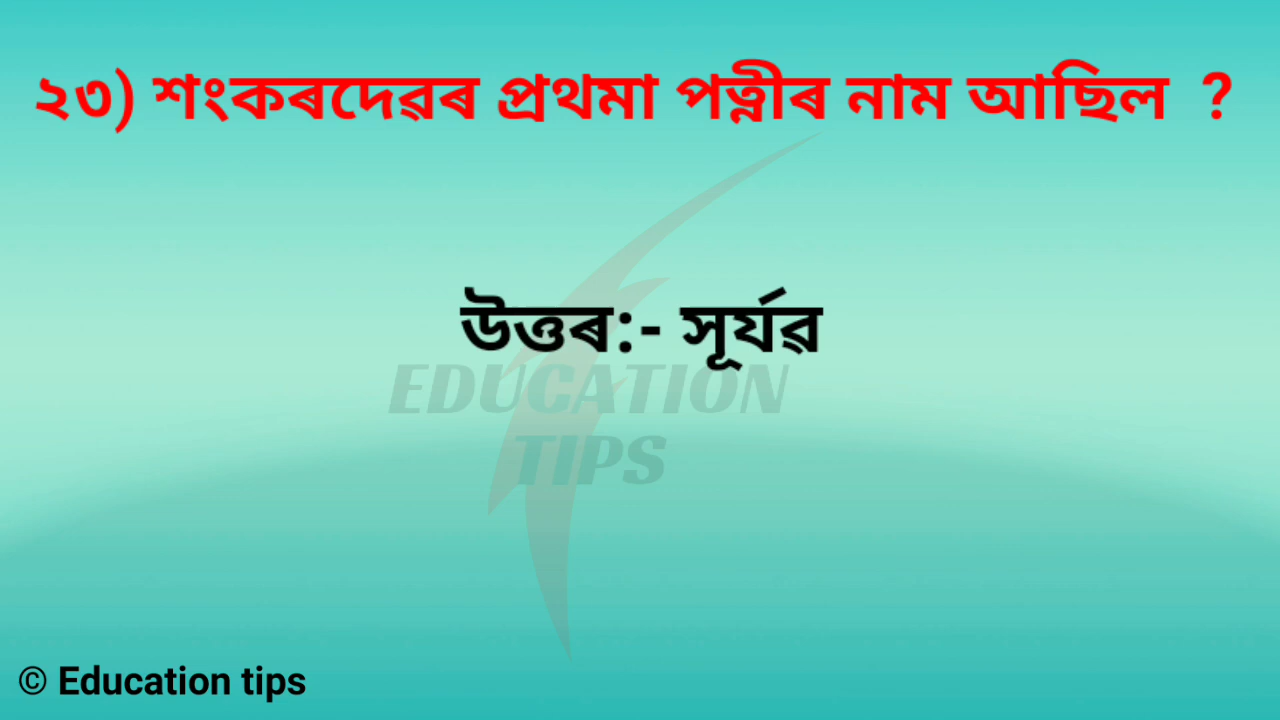 ২৩) শংকৰদেৱৰ প্ৰথমা পত্নীৰ নাম আছিল ?
উত্তৰ:- সূৰ্যৱ
EDUCATION
TIPS
© Education tips